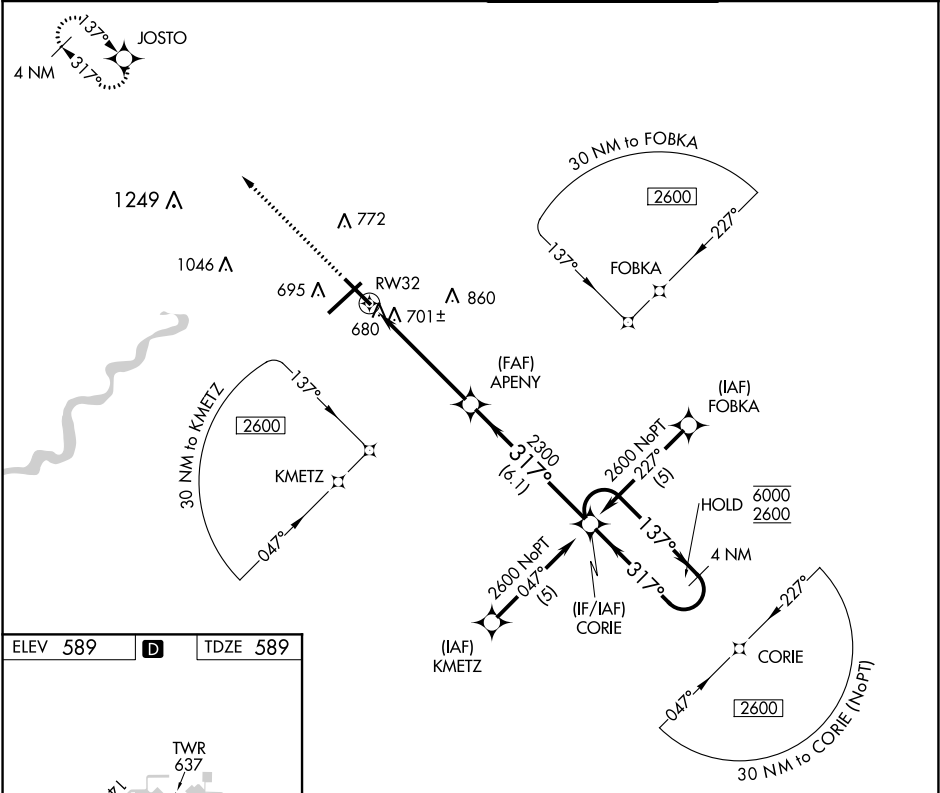 137°
JOSTO
4 NM
317°
30 NM to FOBKA
2600
227°
137°
FOBKA
1249
772
1046
695
RW32
860
680
701±
(FAF)
APENY
(IAF)
FOBKA
30 NM to KMETZ
137°
2600
KMETZ
047°
2300
317°
(6.1)
2600 NoPT
227°
(5)
HOLD
6000
2600
137°
4 NM
317°
2600 NoPT
047°
(5)
(IF/IAF)
CORIE
(IAF)
KMETZ
227°
CORIE
047°
2600
30 NM to CORIE (NoPT)
ELEV 589
D
TDZE 589
TWR
637
14